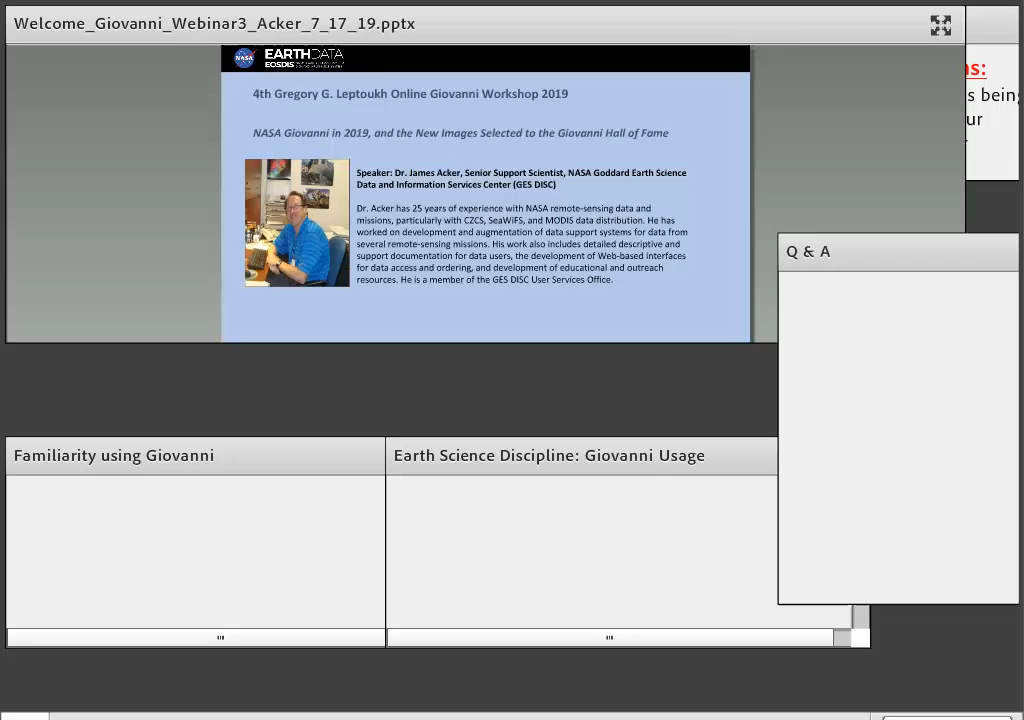 Welcome_Giovanni_Webinar3_Acker_7_17_19.pptx
ns:
s being
ur
NASA
EARTHDATA
EOSDIS
4th Gregory G. Leptoukh Online Giovanni Workshop 2019
NASA Giovanni in 2019, and the New Images Selected to the Giovanni Hall of Fame
Speaker: Dr. James Acker, Senior Support Scientist, NASA Goddard Earth Science
Data and Information Services Center (GES DISC)
Dr. Acker has 25 years of experience with NASA remote-sensing data and
missions, particularly with CZCS, SeaWiFS, and MODIS data distribution. He has
worked on development and augmentation of data support systems for data from
several remote-sensing missions. His work also includes detailed descriptive and
support documentation for data users, the development of Web-based interfaces
for data access and ordering, and development of educational and outreach
resources. He is a member of the GES DISC User Services Office.
Q & A
Familiarity using Giovanni
Earth Science Discipline: Giovanni Usage